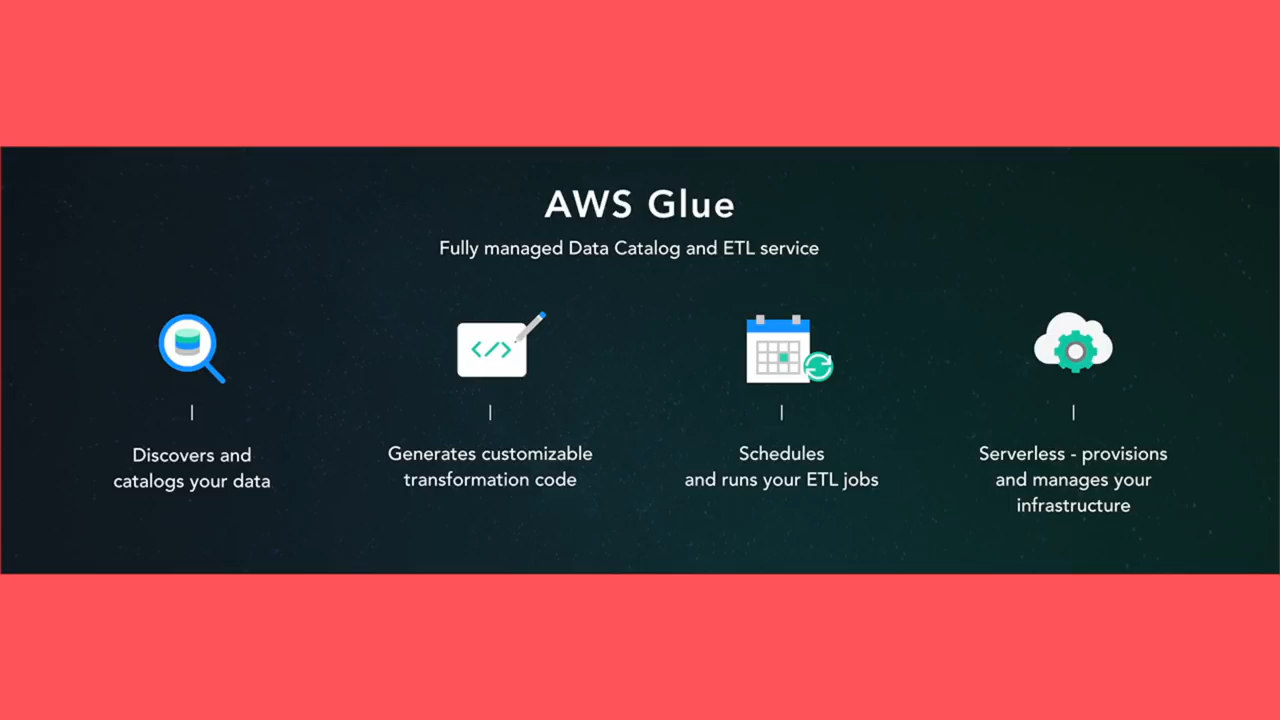 AWS Glue
Fully managed Data Catalog and ETL service
Discovers and
catalogs your data
Generates customizable
transformation code
Schedules
and runs your ETL jobs
Serverless - provisions
and manages your
infrastructure